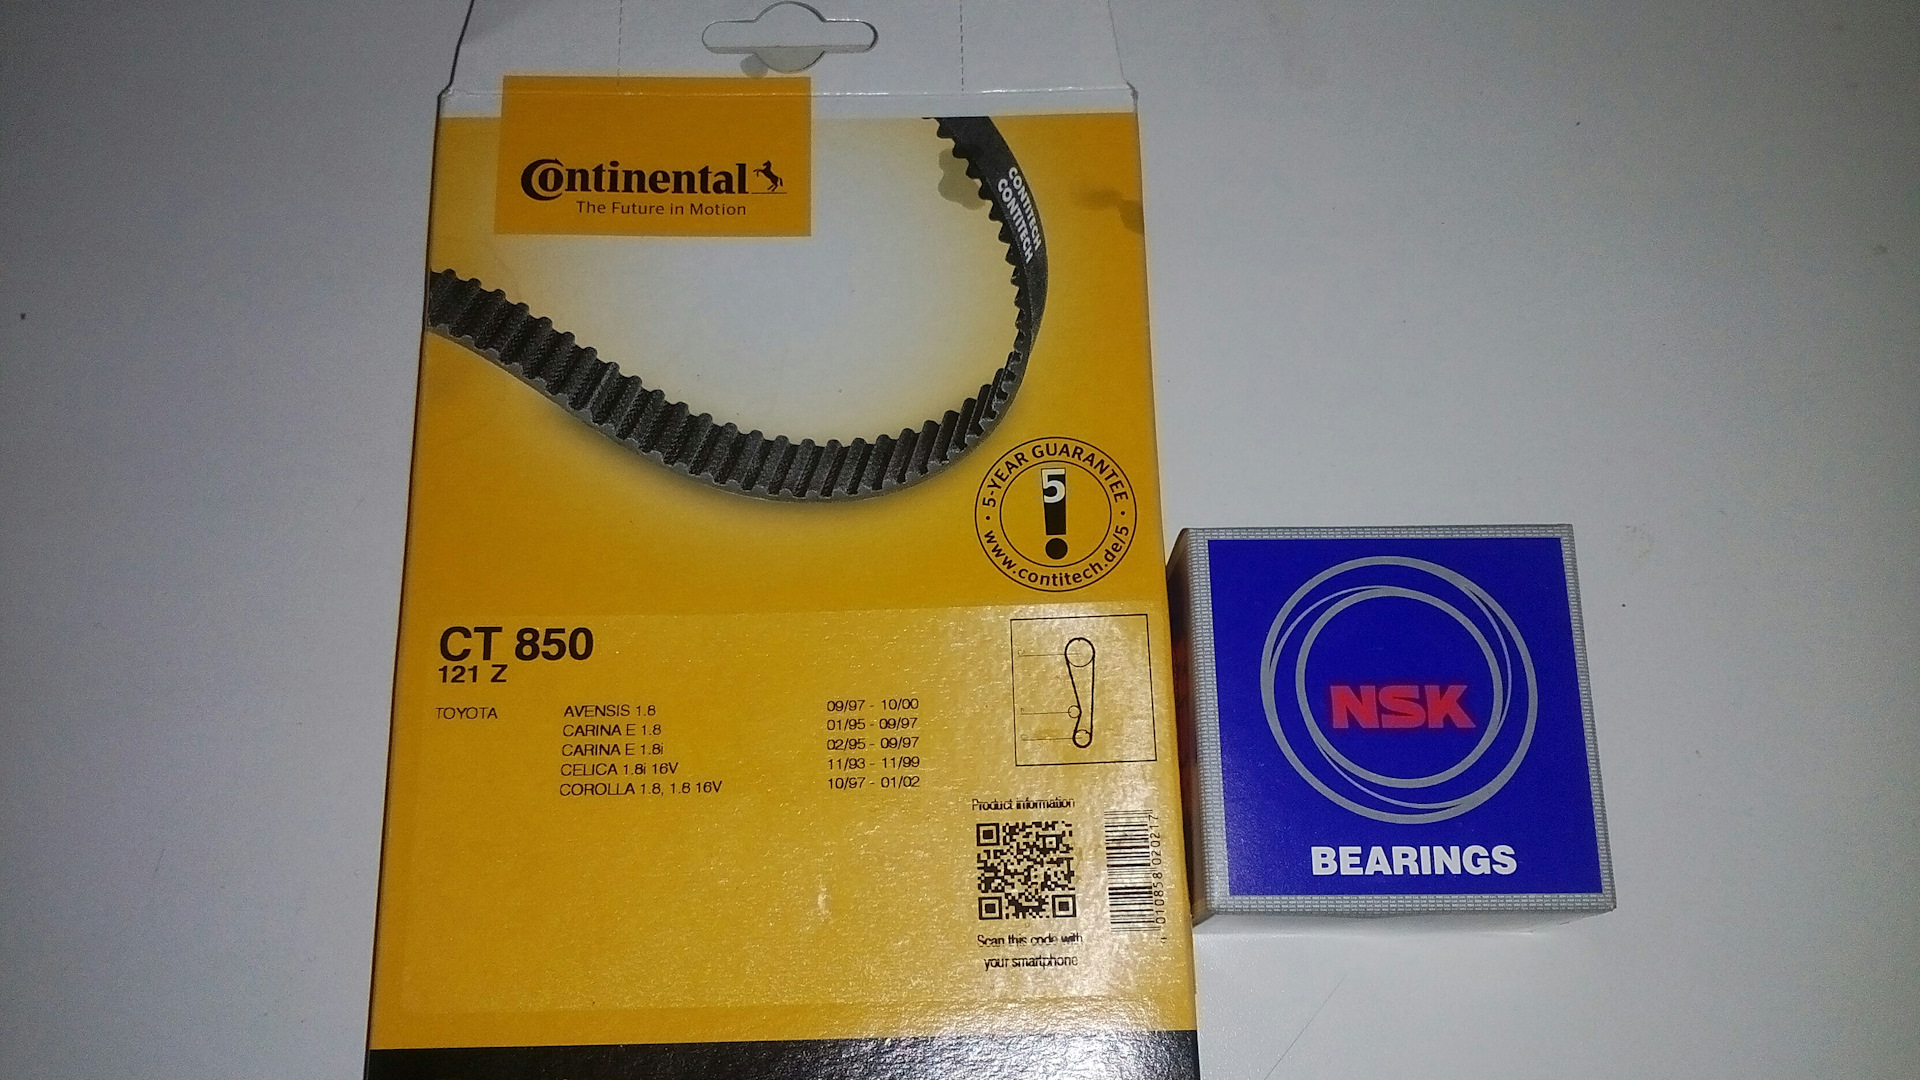 Continental
The Future in Motion
CONTITECH
CONTITECH
5-YEAR GUARANTEE
5
www.contitech.de/5
CT 850
121 Z
TOYOTA
AVENSIS 1.8 09/97 - 10/00
CARINA E 1.8 01/95 - 09/97
CARINA E 1.8i 02/95 - 09/97
CELICA 1.8i 16V 11/93 - 11/99
COROLLA 1.8, 1.8 16V 10/97 - 01/02
Product information
Scan this code with
your smartphone
4 010858 020217
NSK
BEARINGS